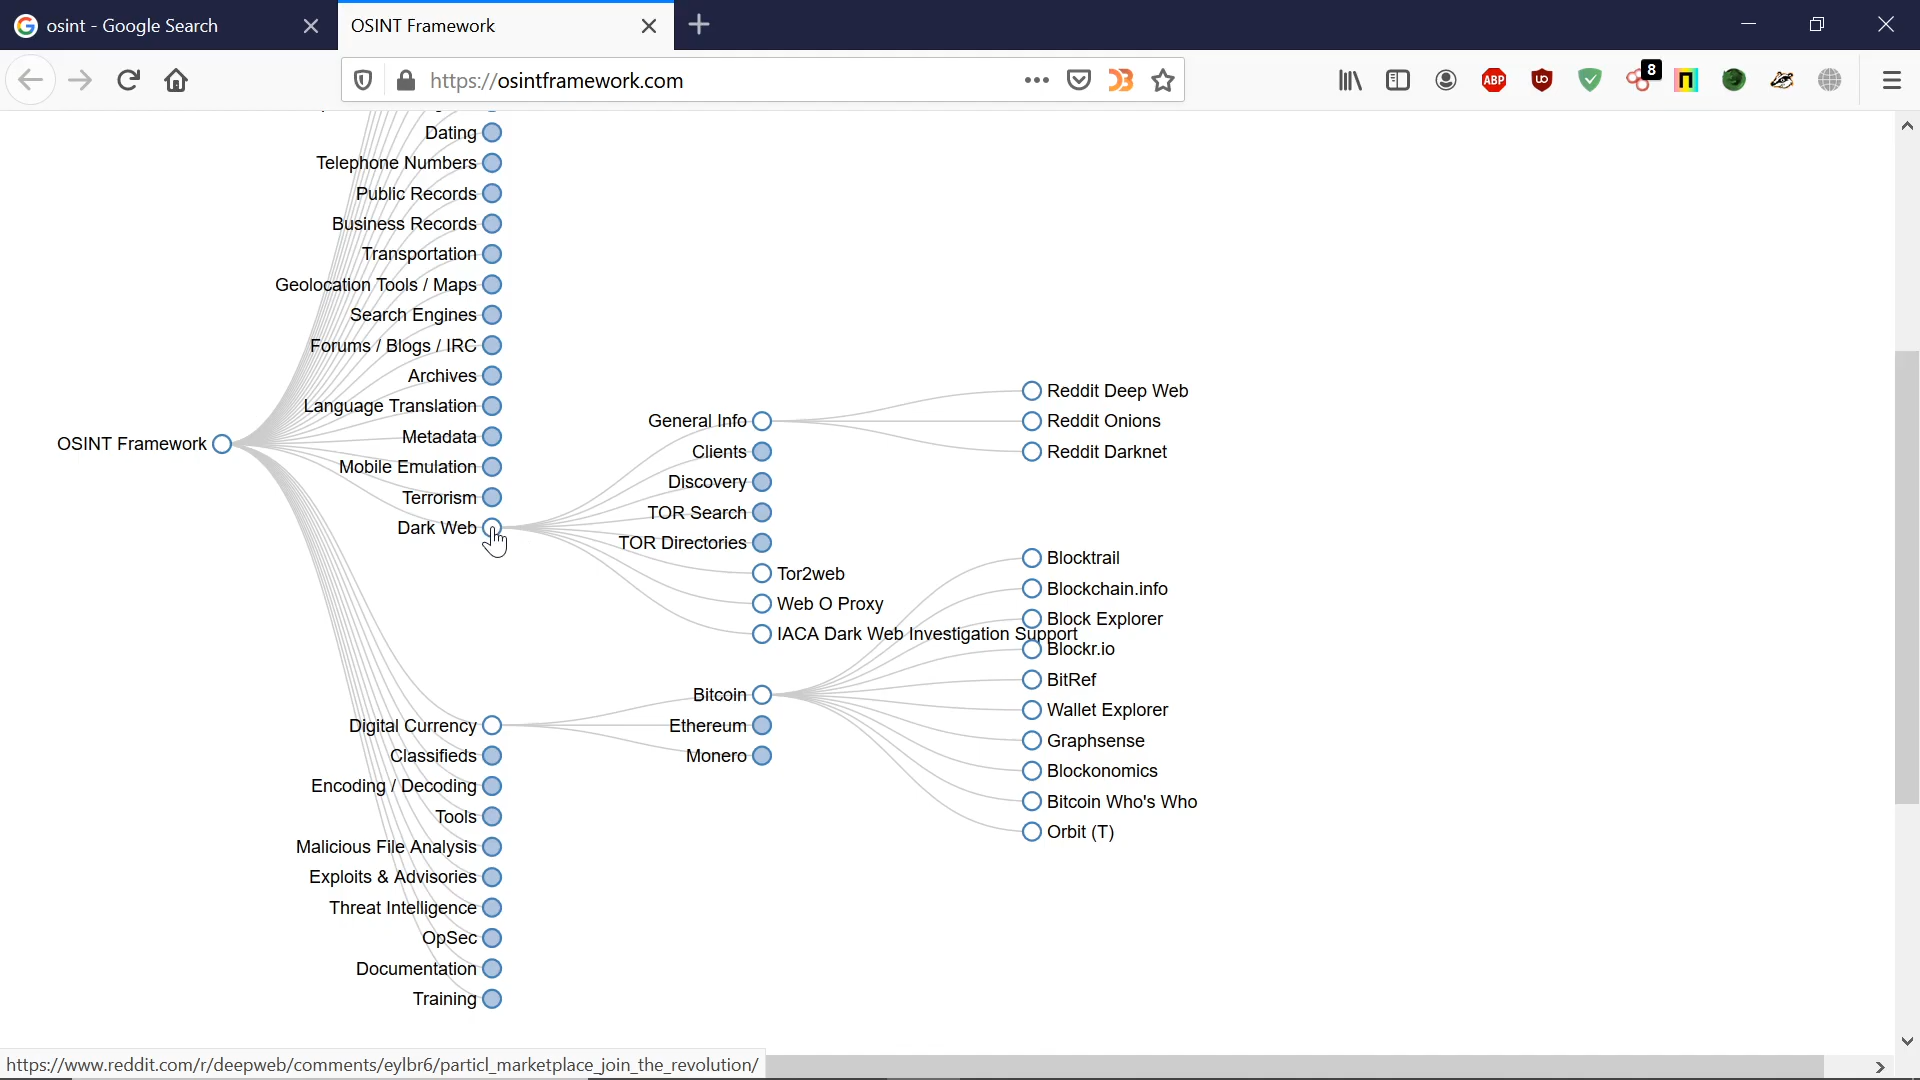 osint - Google Search
OSINT Framework
https://osintframework.com
ABP
8
Dating
Telephone Numbers
Public Records
Business Records
Transportation
Geolocation Tools / Maps
Search Engines
Forums / Blogs / IRC
Archives
Language Translation
OSINT Framework
Metadata
Mobile Emulation
Terrorism
Dark Web
General Info
Clients
Discovery
TOR Search
TOR Directories
Tor2web
Web O Proxy
IACA Dark Web Investigation Support
Reddit Deep Web
Reddit Onions
Reddit Darknet
Digital Currency
Classifieds
Encoding / Decoding
Tools
Malicious File Analysis
Exploits & Advisories
Threat Intelligence
OpSec
Documentation
Training
Bitcoin
Ethereum
Monero
Blocktrail
Blockchain.info
Block Explorer
Blockr.io
BitRef
Wallet Explorer
Graphsense
Blockonomics
Bitcoin Who's Who
Orbit (T)
https://www.reddit.com/r/deepweb/comments/eylbr6/particl_marketplace_join_the_revolution/